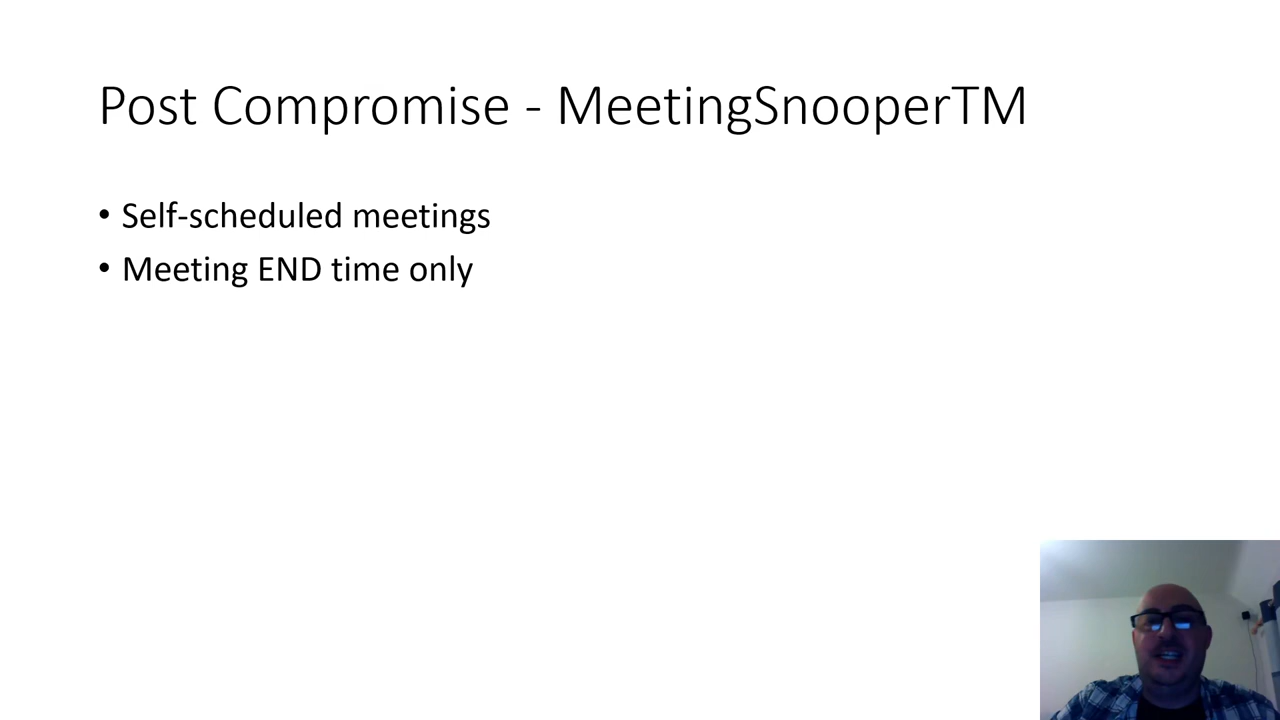 Post Compromise - MeetingSnooperTM
• Self-scheduled meetings
• Meeting END time only